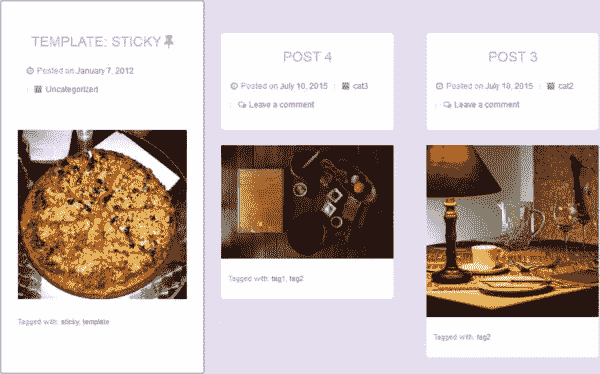 TEMPLATE: STICKY
Posted on January 7, 2012
Uncategorized
Tagged with: sticky, template
POST 4
Posted on July 10, 2015 | cat3
| Leave a comment
Tagged with: tag1, tag2
POST 3
Posted on July 10, 2015 | cat2
| Leave a comment
Tagged with: tag2